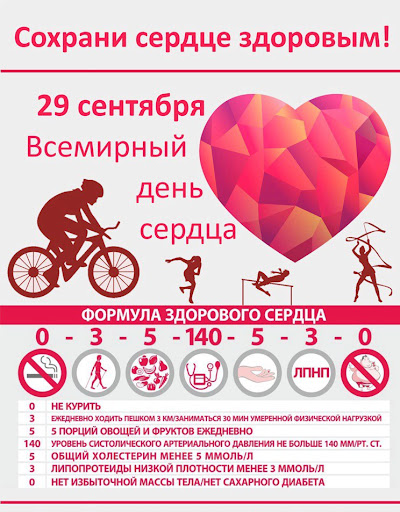 Сохрани сердце здоровым!
29 сентября
Всемирный
день
сердца
ФОРМУЛА ЗДОРОВОГО СЕРДЦА
0 - 3 - 5 - 140 - 5 - 3 - 0
ЛПНП
0 НЕ КУРИТЬ
3 ЕЖЕДНЕВНО ХОДИТЬ ПЕШКОМ 3 КМ/ЗАНИМАТЬСЯ 30 МИН УМЕРЕННОЙ ФИЗИЧЕСКОЙ НАГРУЗКОЙ
5 5 ПОРЦИЙ ОВОЩЕЙ И ФРУКТОВ ЕЖЕДНЕВНО
140 УРОВЕНЬ СИСТОЛИЧЕСКОГО АРТЕРИАЛЬНОГО ДАВЛЕНИЯ НЕ БОЛЬШЕ 140 ММ/РТ. СТ.
5 ОБЩИЙ ХОЛЕСТЕРИН МЕНЕЕ 5 ММОЛЬ/Л
3 ЛИПОПРОТЕИДЫ НИЗКОЙ ПЛОТНОСТИ МЕНЕЕ 3 ММОЛЬ/Л
0 НЕТ ИЗБЫТОЧНОЙ МАССЫ ТЕЛА/НЕТ САХАРНОГО ДИАБЕТА